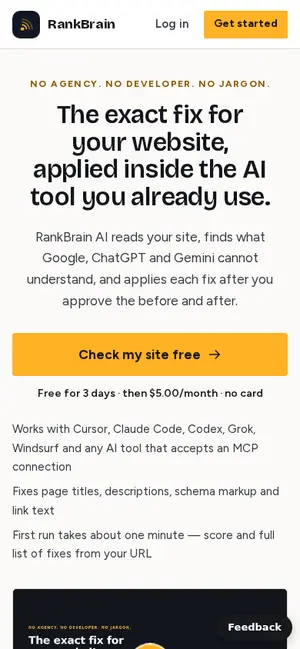 RankBrain
Log in
Get started
NO AGENCY. NO DEVELOPER. NO JARGON.
The exact fix for
your website,
applied inside the AI
tool you already use.
RankBrain AI reads your site, finds what
Google, ChatGPT and Gemini cannot
understand, and applies each fix after you
approve the before and after.
Check my site free →
Free for 3 days · then $5.00/month · no card
Works with Cursor, Claude Code, Codex, Grok,
Windsurf and any AI tool that accepts an MCP
connection
Fixes page titles, descriptions, schema markup and
link text
First run takes about one minute — score and full
list of fixes from your URL
NO AGENCY. NO DEVELOPER. NO JARGON.
The exact fix for
Feedback